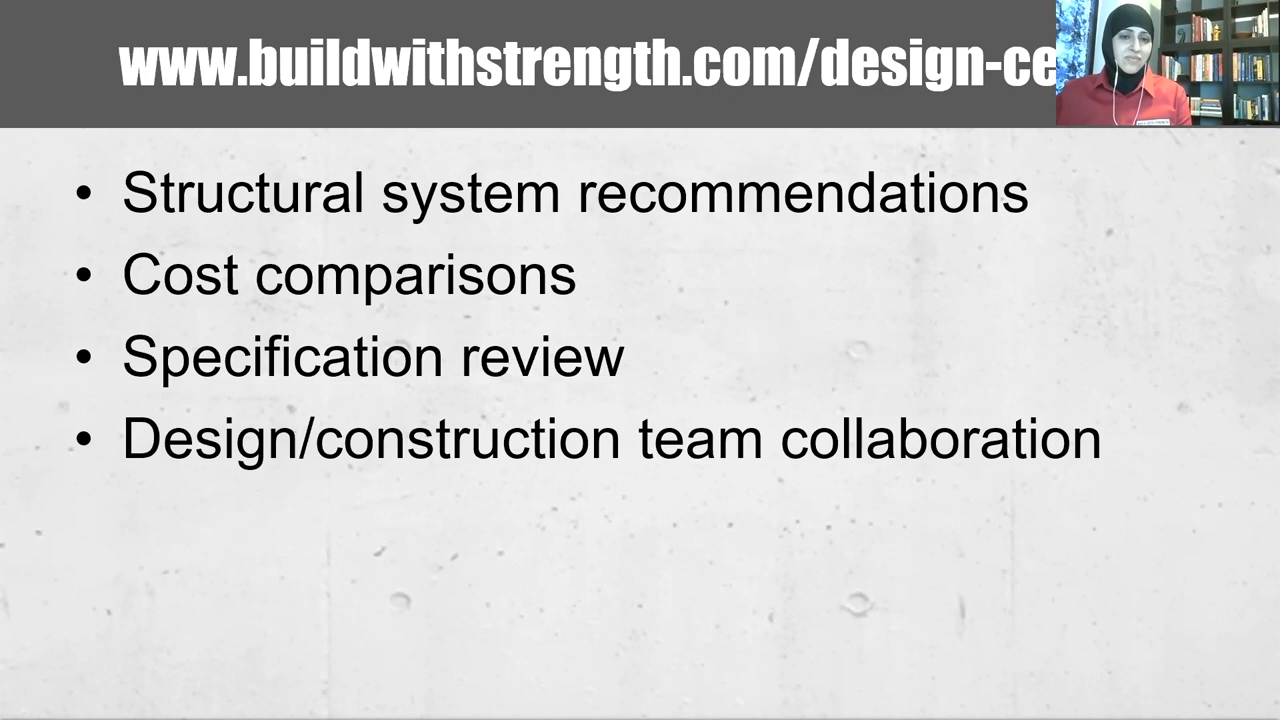 www.buildwithstrength.com/design-ce
• Structural system recommendations
• Cost comparisons
• Specification review
• Design/construction team collaboration